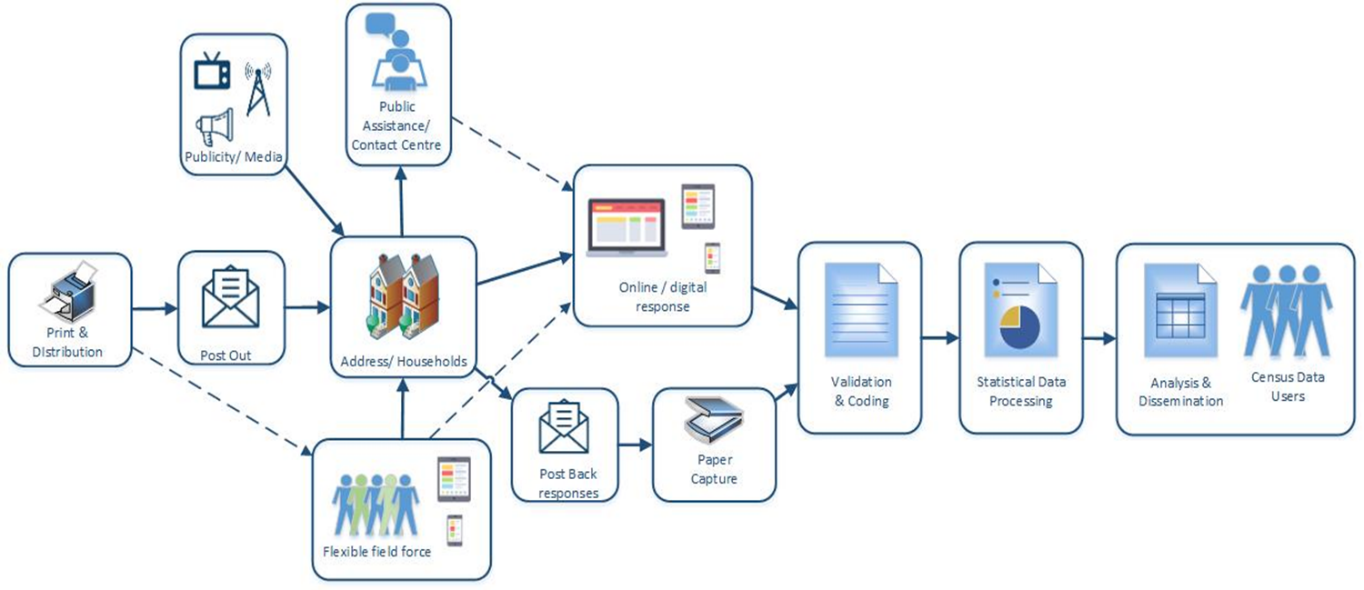 Publicity/ Media
Public
Assistance/
Contact Centre
Print &
DIstribution
Post Out
Address/ Households
Flexible field force
Online / digital
response
Post Back
responses
Paper
Capture
Validation
& Coding
Statistical Data
Processing
Analysis &
Dissemination
Census Data
Users